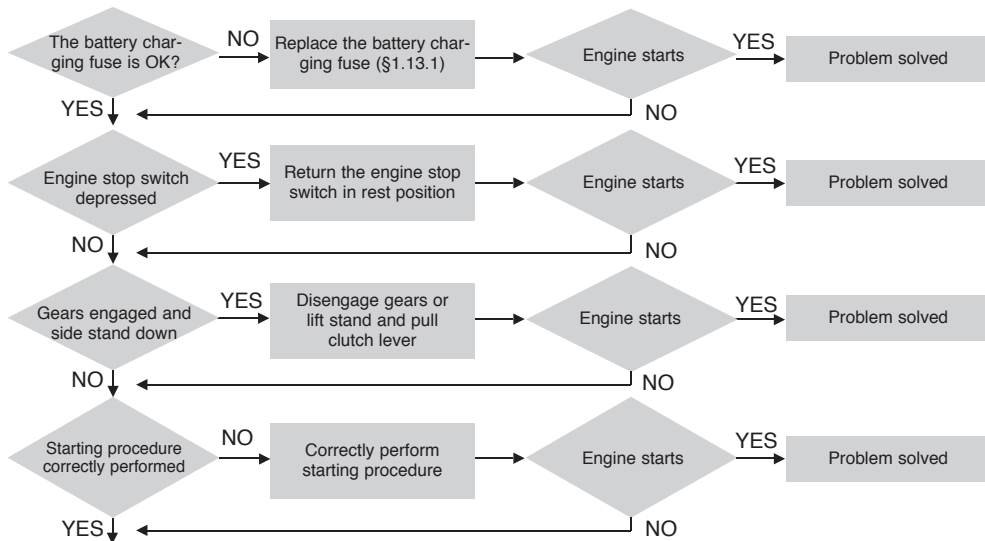 The battery char-
ging fuse is OK?
NO
Replace the battery char-
ging fuse (§1.13.1)
Engine starts
YES
Problem solved
YES
NO
Engine stop switch
depressed
YES
Return the engine stop
switch in rest position
Engine starts
YES
Problem solved
NO
NO
Gears engaged and
side stand down
YES
Disengage gears or
lift stand and pull
clutch lever
Engine starts
YES
Problem solved
NO
NO
Starting procedure
correctly performed
NO
Correctly perform
starting procedure
Engine starts
YES
Problem solved
YES
NO